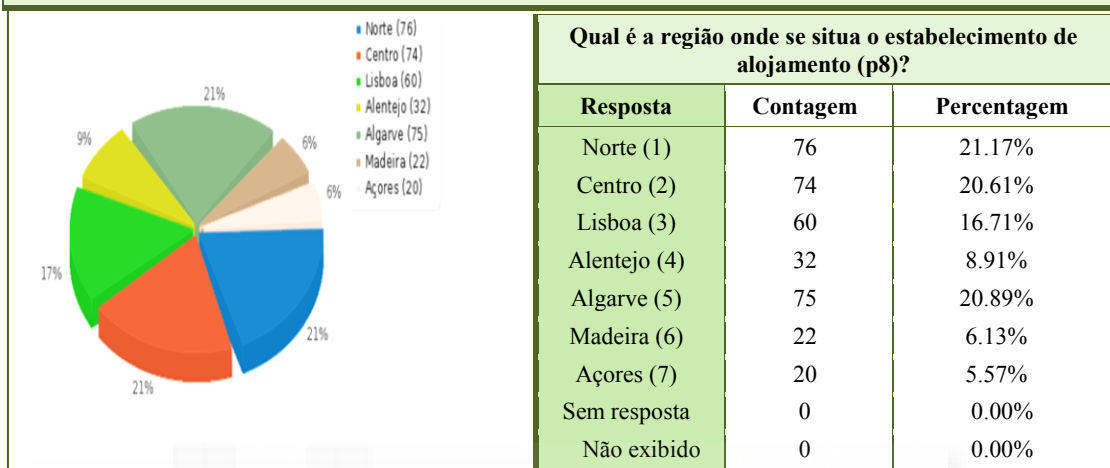 Norte (76)
Centro (74)
Lisboa (60)
Alentejo (32)
Algarve (75)
Madeira (22)
Açores (20)
21%
9%
6%
6%
17%
21%
21%
Qual é a região onde se situa o estabelecimento de
alojamento (p8)?
Resposta Contagem Percentagem
Norte (1) 76 21.17%
Centro (2) 74 20.61%
Lisboa (3) 60 16.71%
Alentejo (4) 32 8.91%
Algarve (5) 75 20.89%
Madeira (6) 22 6.13%
Açores (7) 20 5.57%
Sem resposta 0 0.00%
Não exibido 0 0.00%